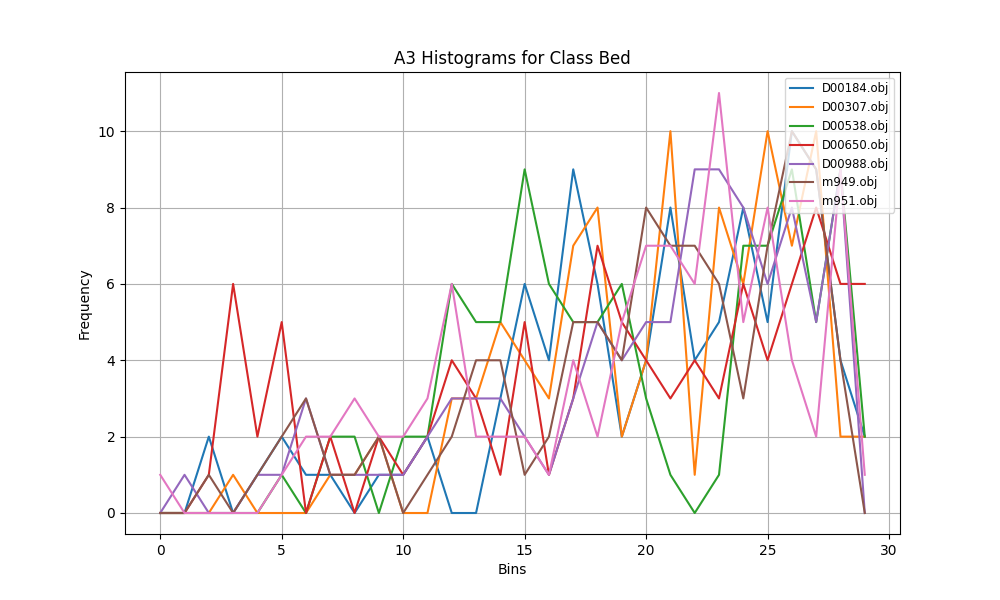 A3 Histograms for Class Bed
D00184.obj
D00307.obj
D00538.obj
D00650.obj
D00988.obj
m949.obj
m951.obj
10
8
6
4
2
0
Frequency
0 5 10 15 20 25 30
Bins